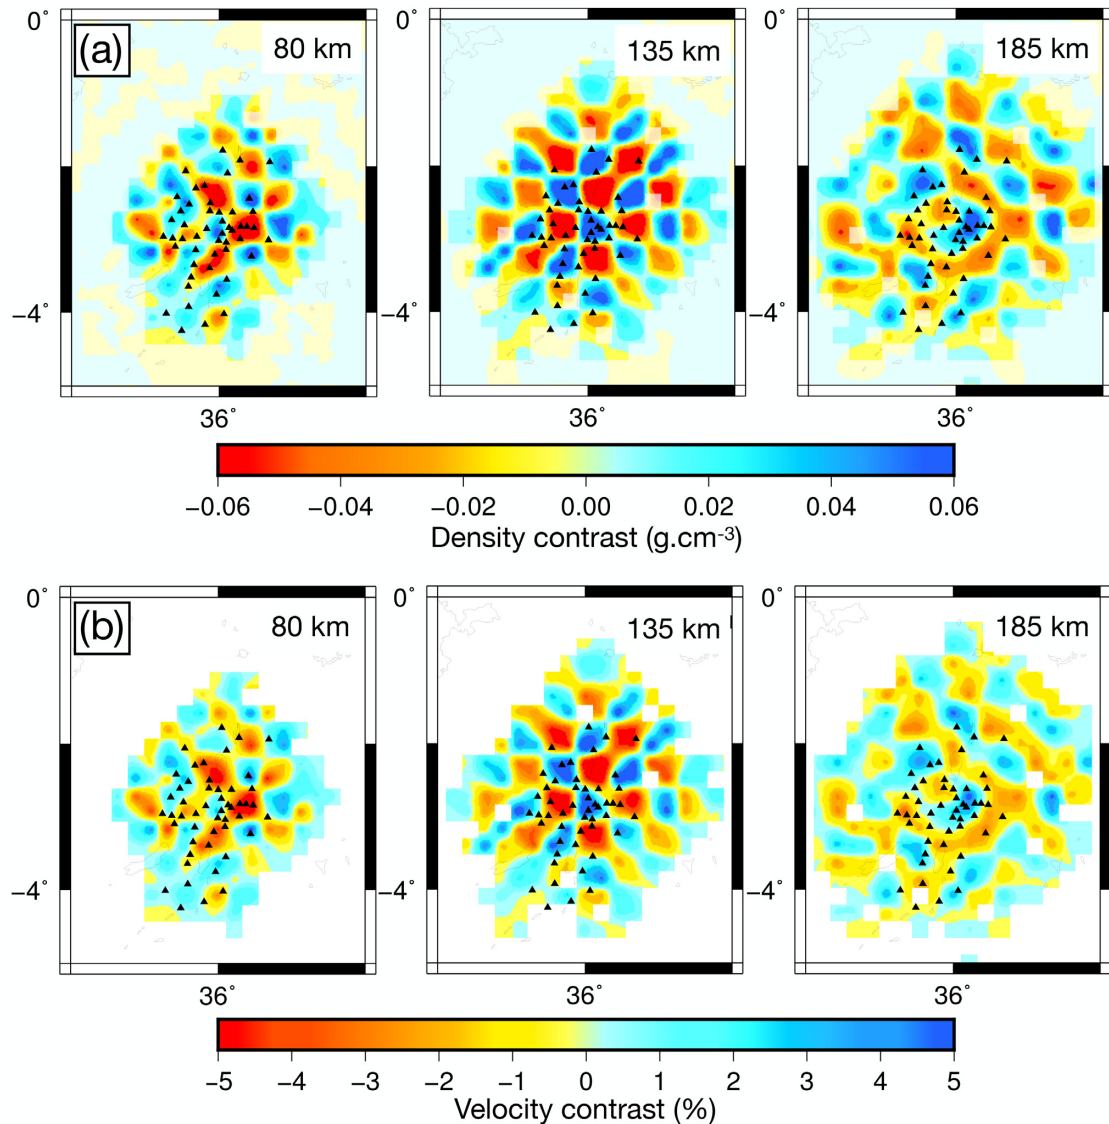 (a)
80 km
135 km
185 km
0°
−4°
−4°
−4°
36°
36°
36°
−0.06 −0.04 −0.02 0.00 0.02 0.04 0.06
Density contrast (g.cm⁻³)
0° 0° 0°
(b)
80 km
135 km
185 km
−4° −4° −4°
36° 36° 36°
−5 −4 −3 −2 −1 0 1 2 3 4 5
Velocity contrast (%)